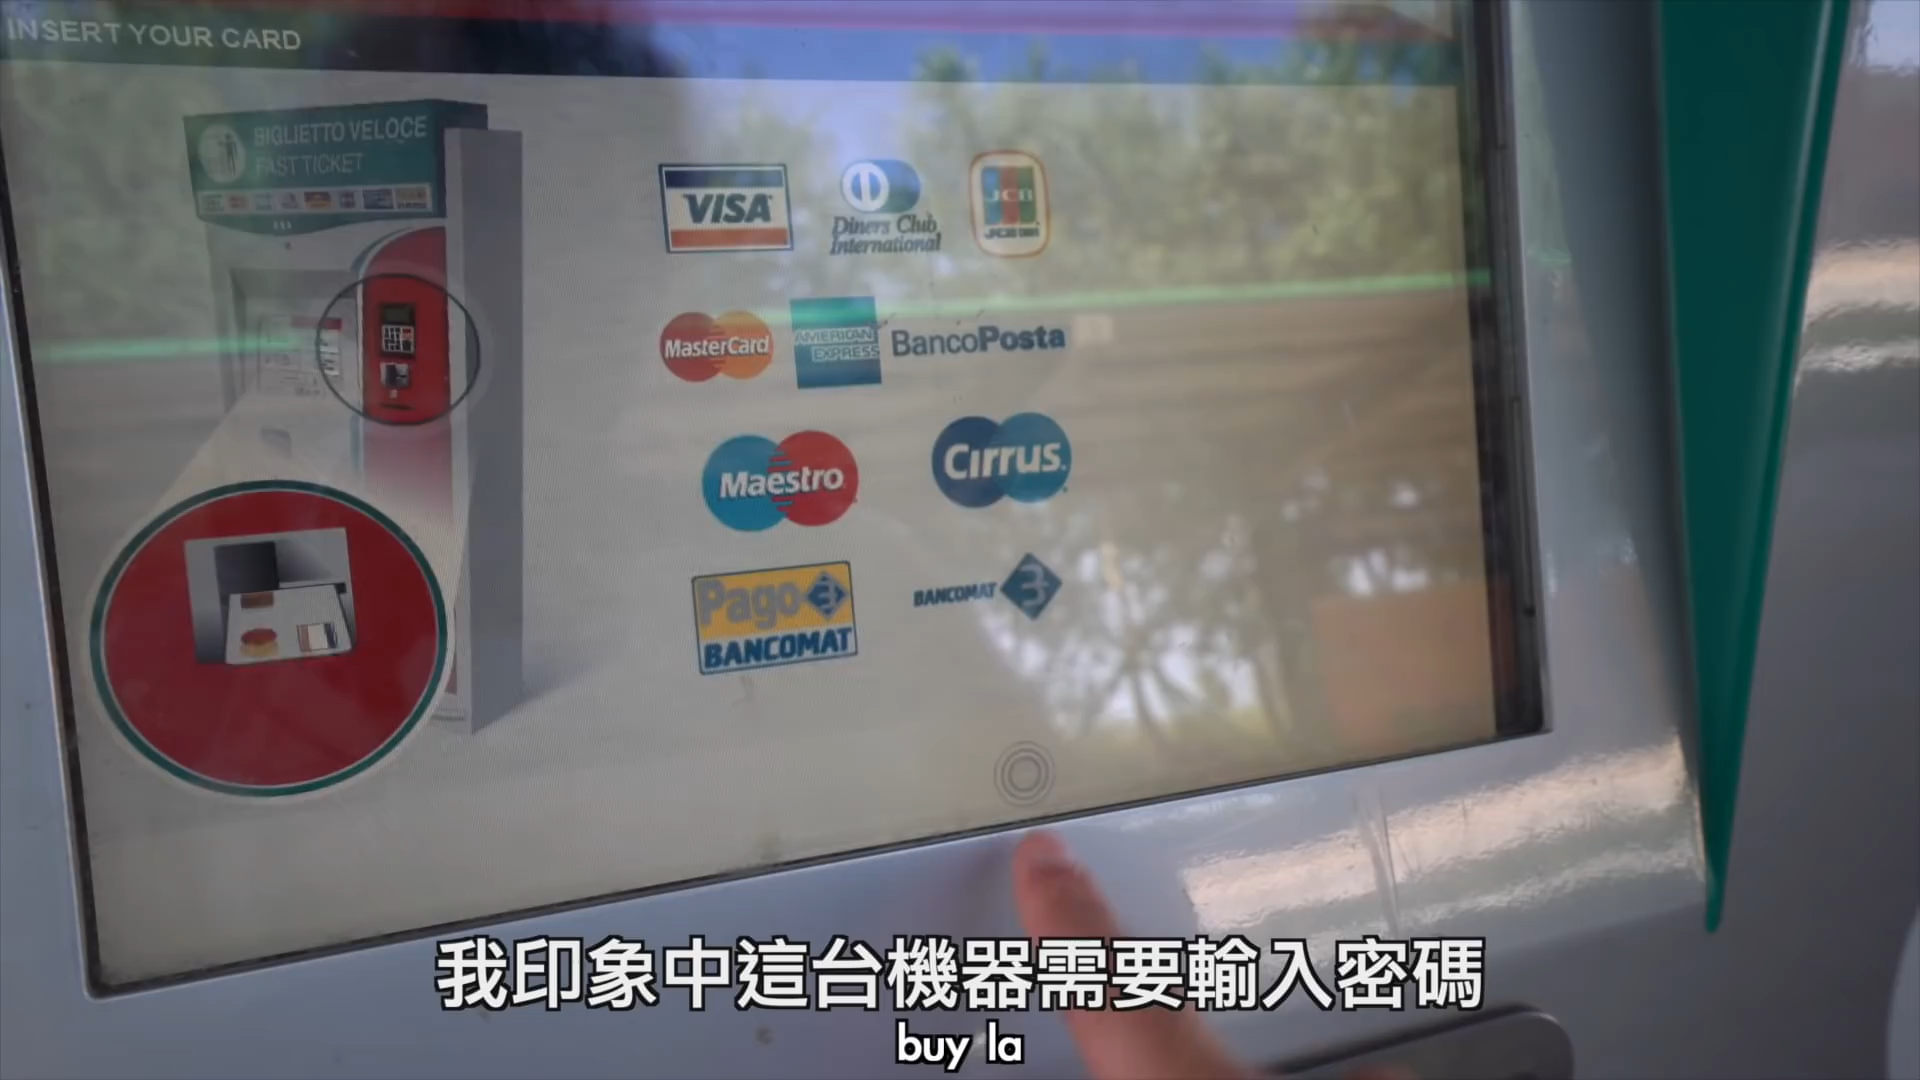 INSERT YOUR CARD
BIGLIETTO VELOCE
FAST TICKET
VISA
Diners Club
International
JCB
MasterCard
AMERICAN
EXPRESS
BancoPosta
Maestro
Cirrus
Pago
BANCOMAT
BANCOMAT
我印象中這台機器需要輸入密碼
buy la